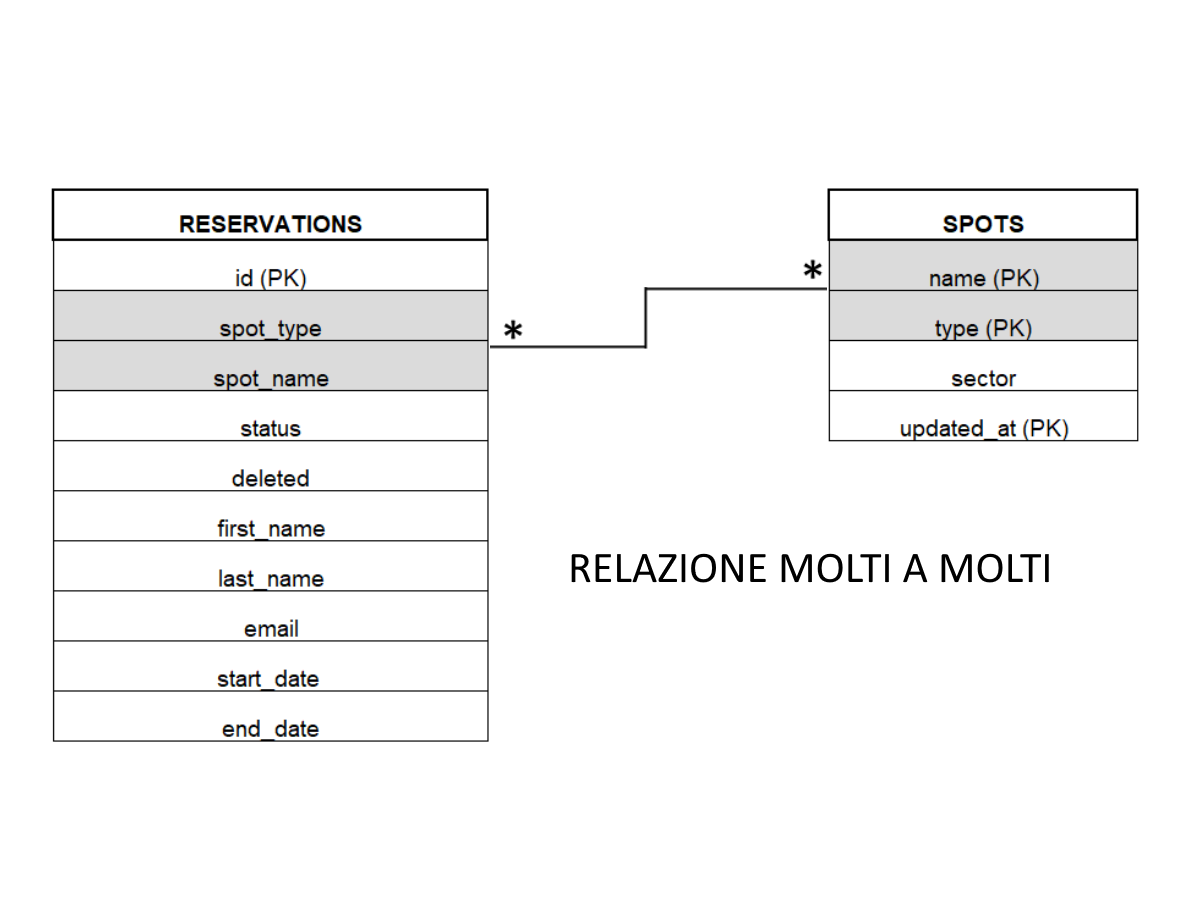 RESERVATIONS
id (PK)
spot_type
spot_name
status
deleted
first_name
last_name
email
start_date
end_date
*
*
SPOTS
name (PK)
type (PK)
sector
updated_at (PK)
RELAZIONE MOLTI A MOLTI